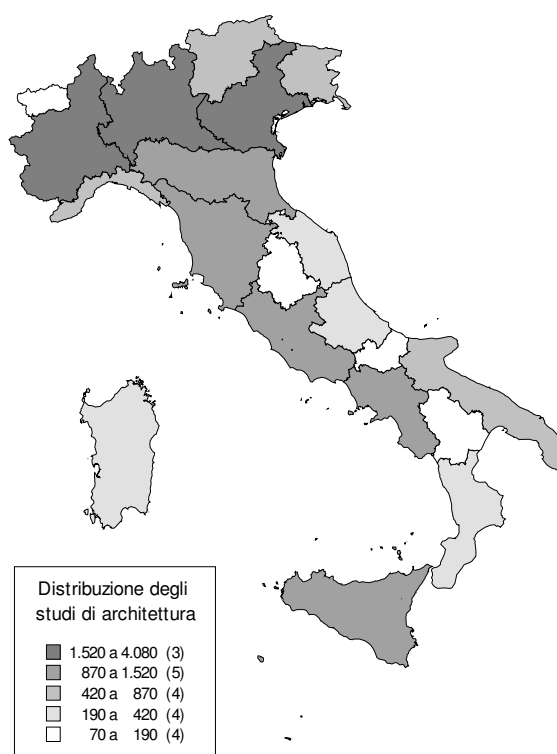 Distribuzione degli
studi di architettura
1.520 a 4.080 (3)
870 a 1.520 (5)
420 a 870 (4)
190 a 420 (4)
70 a 190 (4)